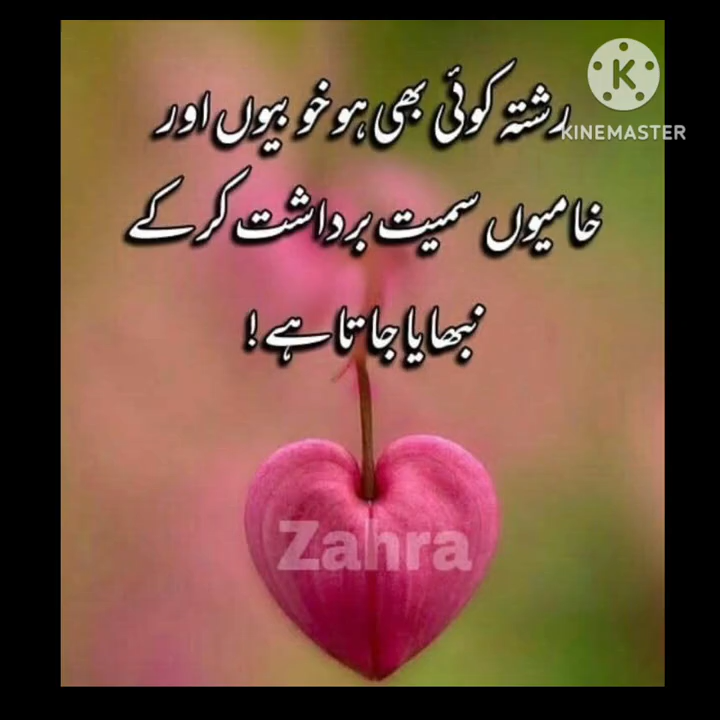 رشتہ کوئی بھی ہو خوبیوں اور
KINEMASTER
خامیوں سمیت برداشت کر کے
نبھایا جاتا ہے !
Zahra